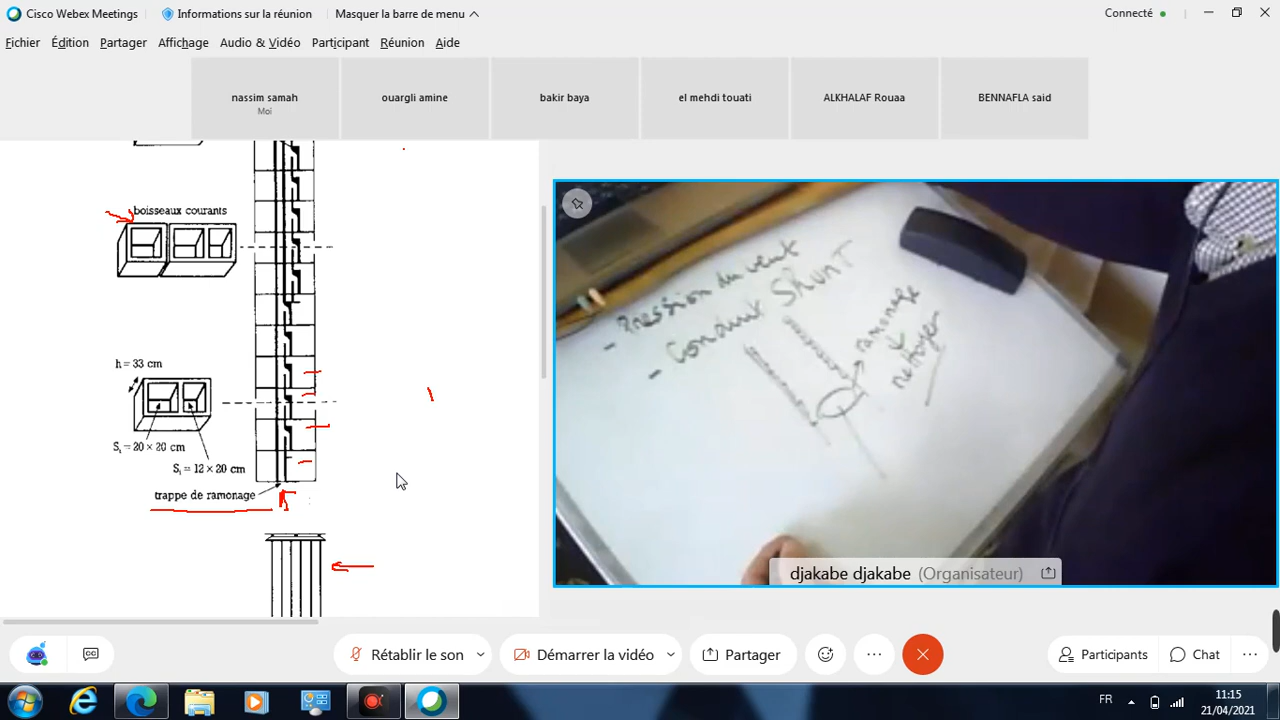 Cisco Webex Meetings
Informations sur la réunion
Masquer la barre de menu
Connecté
Fichier Édition Partager Affichage Audio & Vidéo Participant Réunion Aide
nassim samah
Moi
ouargli amine
bakir baya
el mehdi touati
ALKHALAF Rouaa
BENNAFLA said
boisseaux courants
h = 33 cm
S₁ = 20 × 20 cm
S₁ = 12 × 20 cm
trappe de ramonage
- Pression du vent
- Conduit Shunt
ramonage
nettoyer
djakabe djakabe (Organisateur)
CC
Rétablir le son
Démarrer la vidéo
Partager
Participants
Chat
FR
11:15
21/04/2021